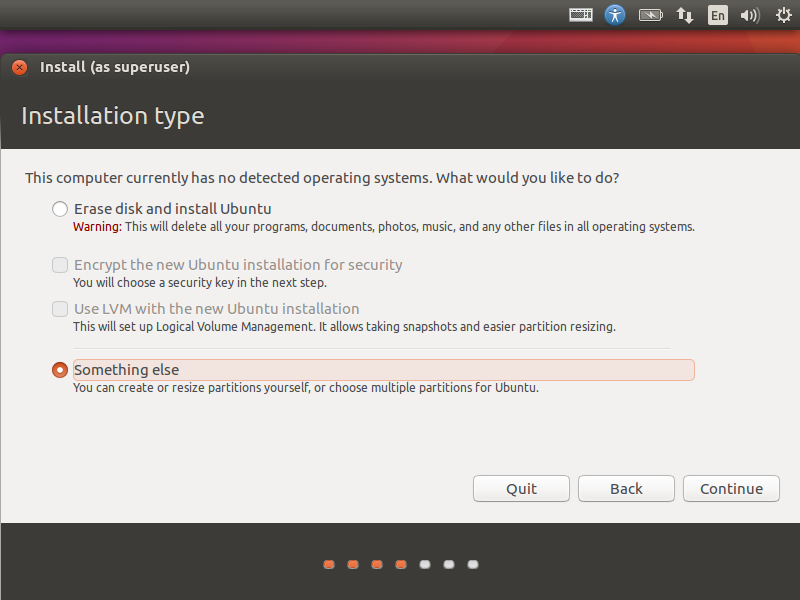 En
Install (as superuser)
Installation type
This computer currently has no detected operating systems. What would you like to do?
Erase disk and install Ubuntu
Warning: This will delete all your programs, documents, photos, music, and any other files in all operating systems.
Encrypt the new Ubuntu installation for security
You will choose a security key in the next step.
Use LVM with the new Ubuntu installation
This will set up Logical Volume Management. It allows taking snapshots and easier partition resizing.
Something else
You can create or resize partitions yourself, or choose multiple partitions for Ubuntu.
Quit
Back
Continue